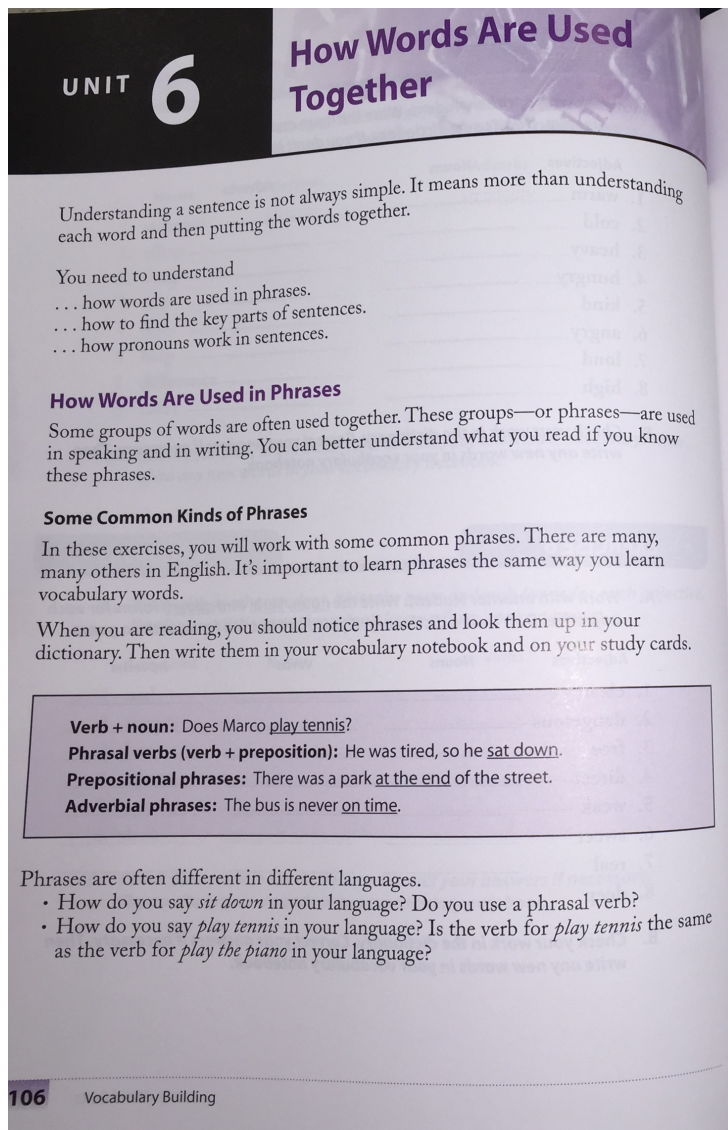 UNIT 6
How Words Are Used
Together
Understanding a sentence is not always simple. It means more than understanding
each word and then putting the words together.
You need to understand
. . . how words are used in phrases.
. . . how to find the key parts of sentences.
. . . how pronouns work in sentences.
How Words Are Used in Phrases
Some groups of words are often used together. These groups—or phrases—are used
in speaking and in writing. You can better understand what you read if you know
these phrases.
Some Common Kinds of Phrases
In these exercises, you will work with some common phrases. There are many,
many others in English. It's important to learn phrases the same way you learn
vocabulary words.
When you are reading, you should notice phrases and look them up in your
dictionary. Then write them in your vocabulary notebook and on your study cards.
Verb + noun: Does Marco play tennis?
Phrasal verbs (verb + preposition): He was tired, so he sat down.
Prepositional phrases: There was a park at the end of the street.
Adverbial phrases: The bus is never on time.
Phrases are often different in different languages.
• How do you say sit down in your language? Do you use a phrasal verb?
• How do you say play tennis in your language? Is the verb for play tennis the same
as the verb for play the piano in your language?
106 Vocabulary Building